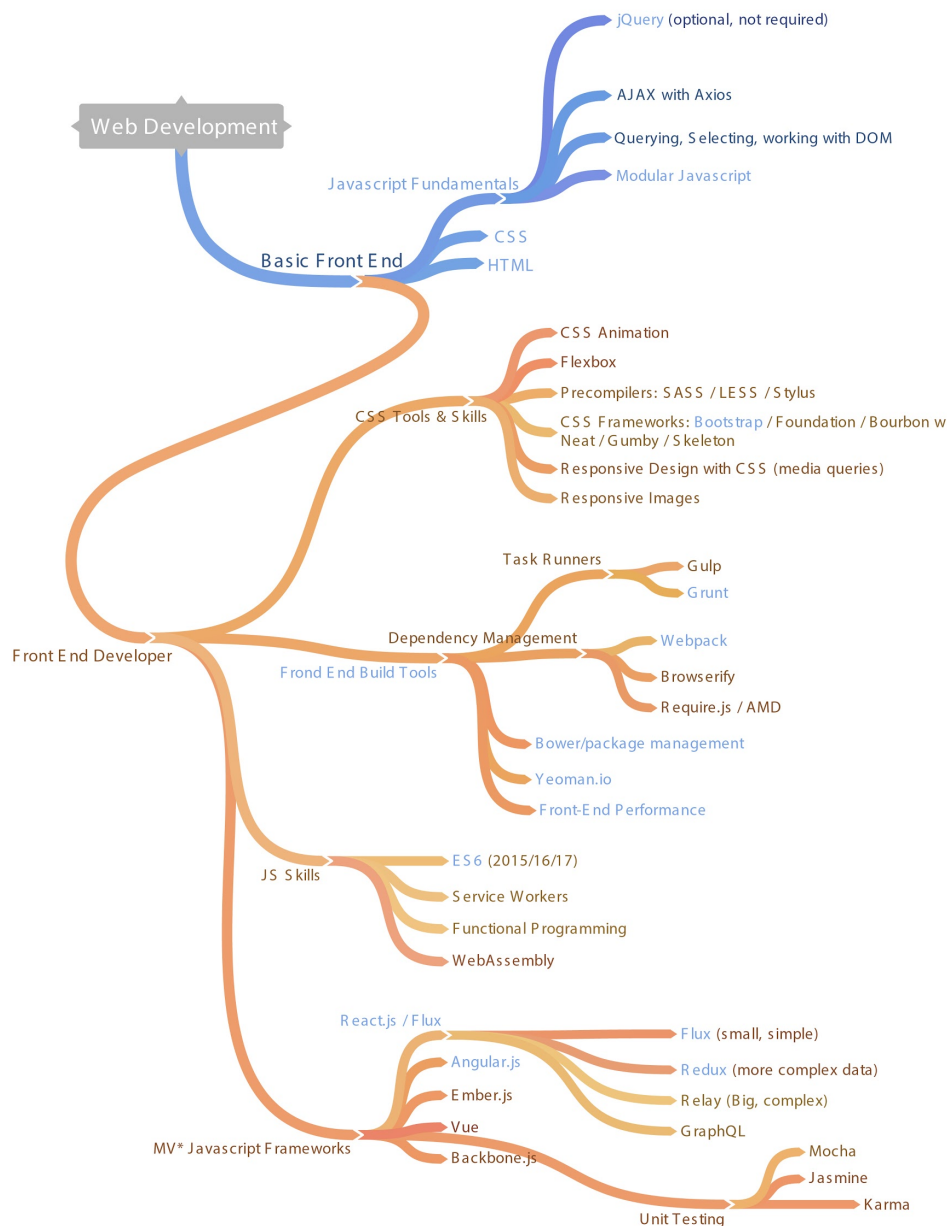 jQuery (optional, not required)
Web Development
AJAX with Axios
Querying, Selecting, working with DOM
Javascript Fundamentals
Modular Javascript
CSS
Basic Front End
HTML
CSS Animation
Flexbox
Precompilers: SASS / LESS / Stylus
CSS Tools & Skills
CSS Frameworks: Bootstrap / Foundation / Bourbon w
Neat / Gumby / Skeleton
Responsive Design with CSS (media queries)
Responsive Images
Task Runners
Gulp
Grunt
Dependency Management
Webpack
Front End Developer
Frond End Build Tools
Browserify
Require.js / AMD
Bower/package management
Yeoman.io
Front-End Performance
JS Skills
ES6 (2015/16/17)
Service Workers
Functional Programming
WebAssembly
React.js / Flux
Flux (small, simple)
Angular.js
Redux (more complex data)
Ember.js
Relay (Big, complex)
Vue
GraphQL
MV* Javascript Frameworks
Backbone.js
Mocha
Jasmine
Karma
Unit Testing